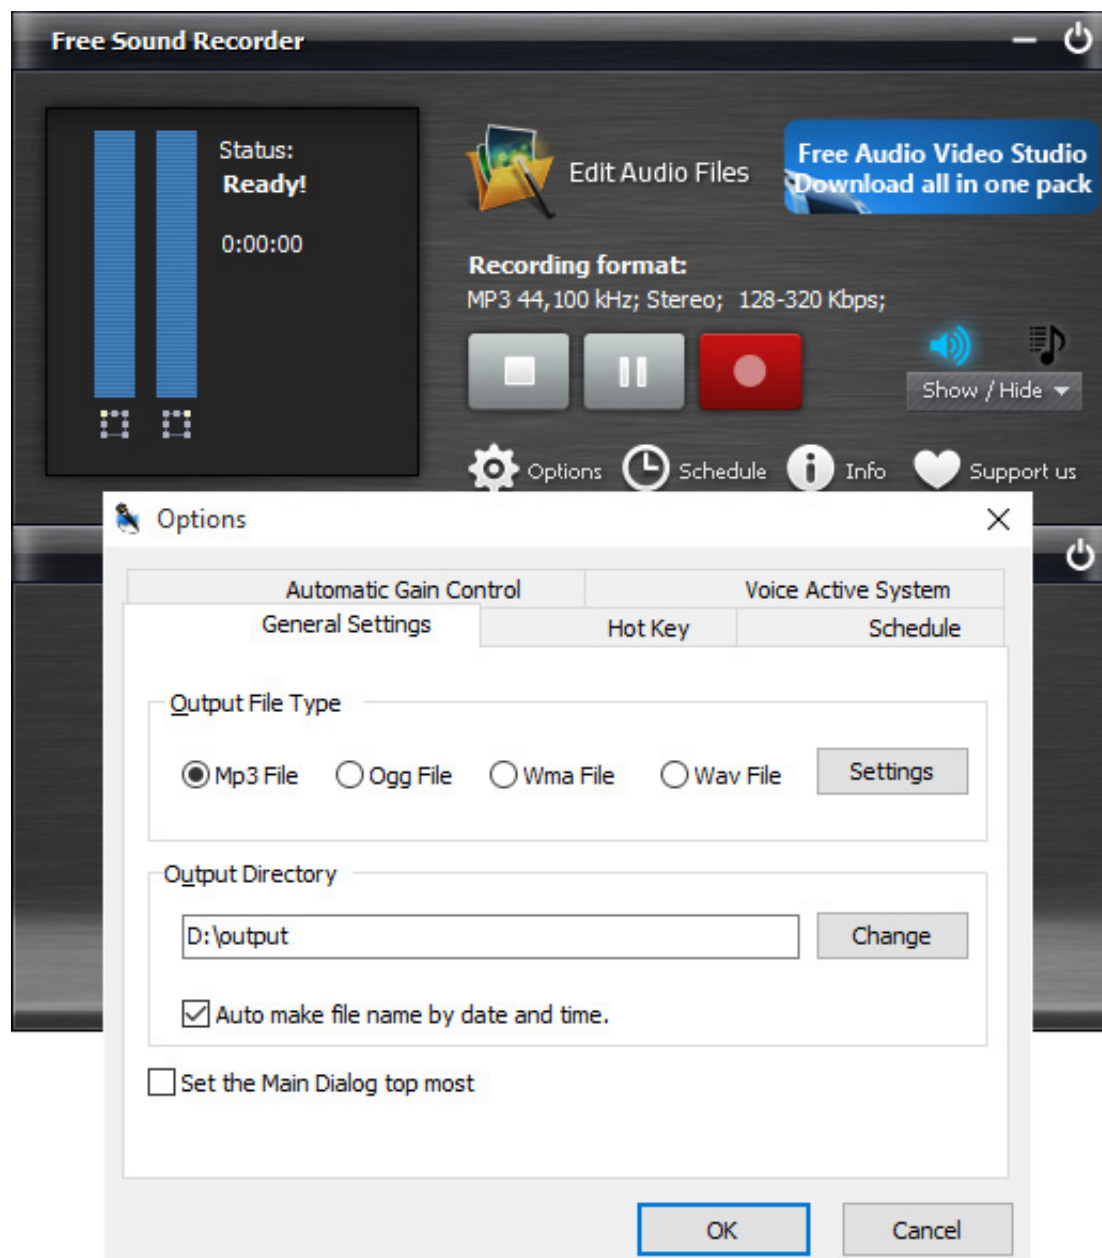 Free Sound Recorder
Status:
Ready!
0:00:00
Edit Audio Files
Free Audio Video Studio
Download all in one pack
Recording format:
MP3 44,100 kHz; Stereo; 128-320 Kbps;
Show / Hide
Options
Schedule
Info
Support us
Options
Automatic Gain Control
Voice Active System
General Settings
Hot Key
Schedule
Output File Type
Mp3 File
Ogg File
Wma File
Wav File
Settings
Output Directory
D:\output
Change
Auto make file name by date and time.
Set the Main Dialog top most
OK
Cancel